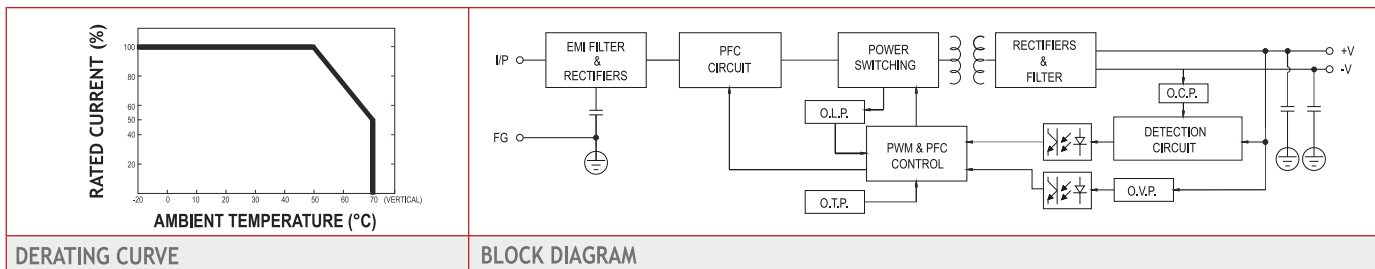 RATED CURRENT (%)
100
80
60
50
40
20
-20 0 10 20 30 40 50 60 70 (VERTICAL)
AMBIENT TEMPERATURE (°C)
DERATING CURVE
I/P
FG
EMI FILTER
&
RECTIFIERS
PFC
CIRCUIT
POWER
SWITCHING
RECTIFIERS
&
FILTER
+V
-V
O.C.P.
O.L.P.
DETECTION
CIRCUIT
PWM & PFC
CONTROL
O.V.P.
O.T.P.
BLOCK DIAGRAM